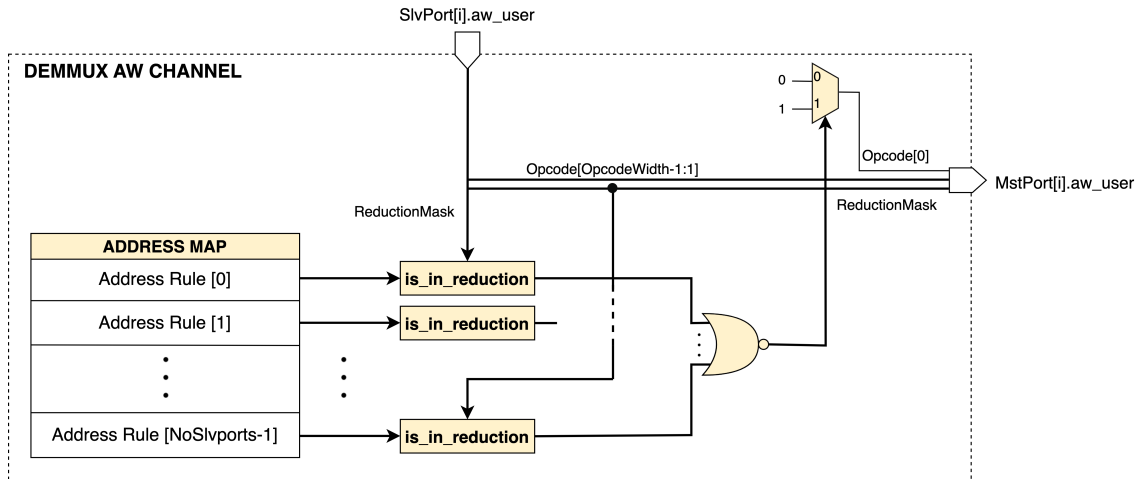 SlvPort[i].aw_user
DEMMUX AW CHANNEL
0
0
1
1
Opcode[0]
Opcode[OpcodeWidth-1:1]
MstPort[i].aw_user
ReductionMask
ReductionMask
ADDRESS MAP
Address Rule [0]
is_in_reduction
Address Rule [1]
is_in_reduction
Address Rule [NoSlvports-1]
is_in_reduction